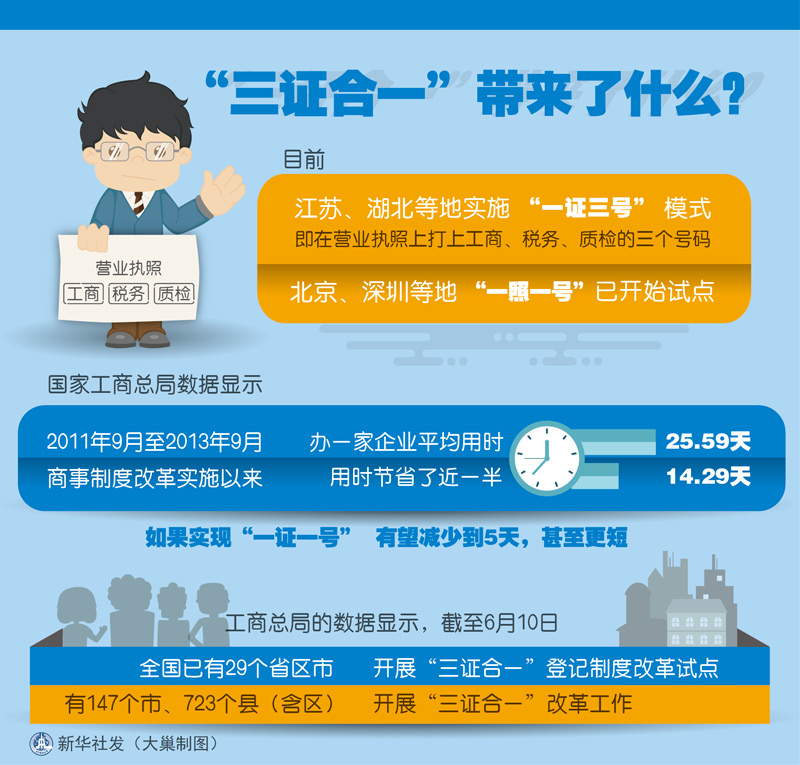 “三证合一”带来了什么?
目前
江苏、湖北等地实施 “一证三号” 模式
即在营业执照上打上工商、税务、质检的三个号码
北京、深圳等地 “一照一号”已开始试点
营业执照
工商 税务 质检
国家工商总局数据显示
2011年9月至2013年9月 办一家企业平均用时 25.59天
商事制度改革实施以来 用时节省了近一半 14.29天
如果实现“一证一号” 有望减少到5天，甚至更短
工商总局的数据显示，截至6月10日
全国已有29个省区市 开展“三证合一”登记制度改革试点
有147个市、723个县（含区） 开展“三证合一”改革工作
新华社发（大巢制图）